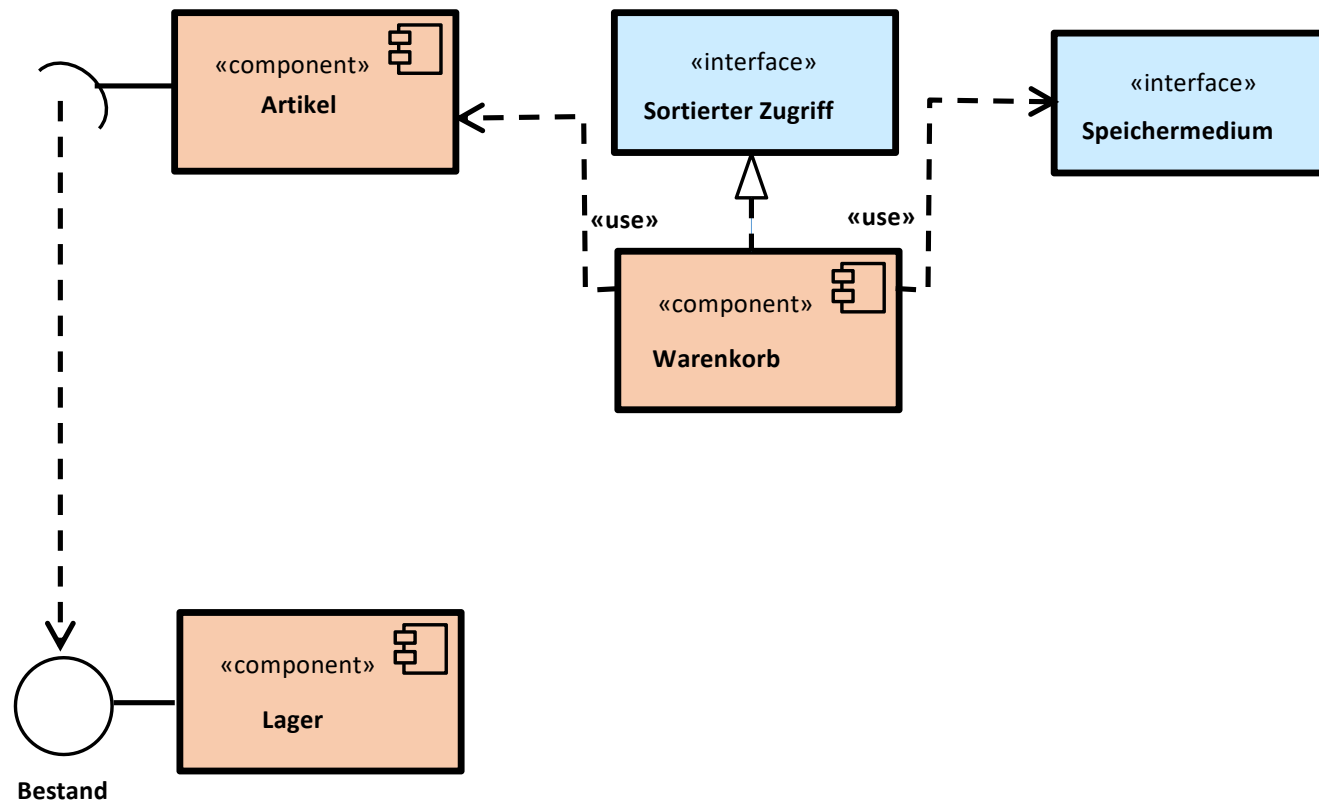 «component»
Artikel
«interface»
Sortierter Zugriff
«interface»
Speichermedium
«use»
«use»
«component»
Warenkorb
«component»
Lager
Bestand